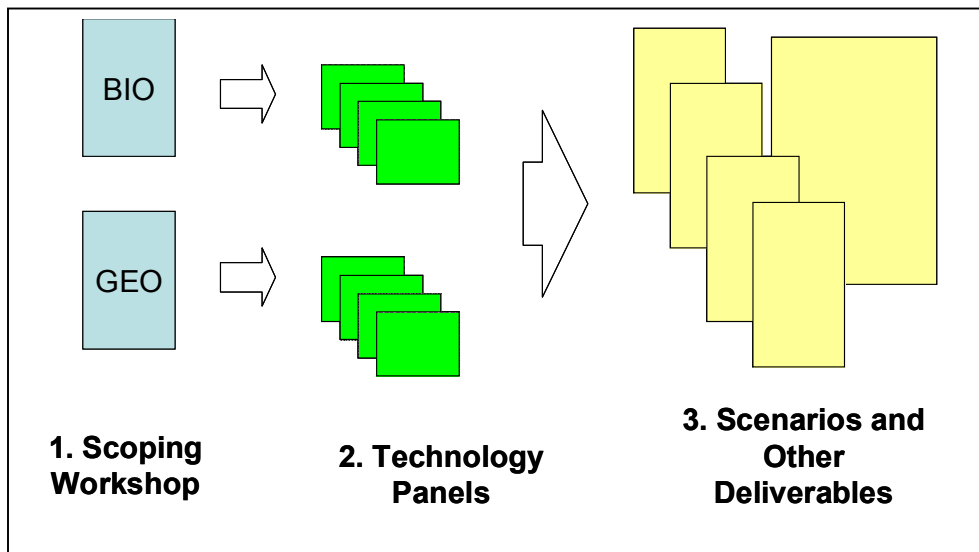 BIO
GEO
1. Scoping
Workshop
2. Technology
Panels
3. Scenarios and
Other
Deliverables